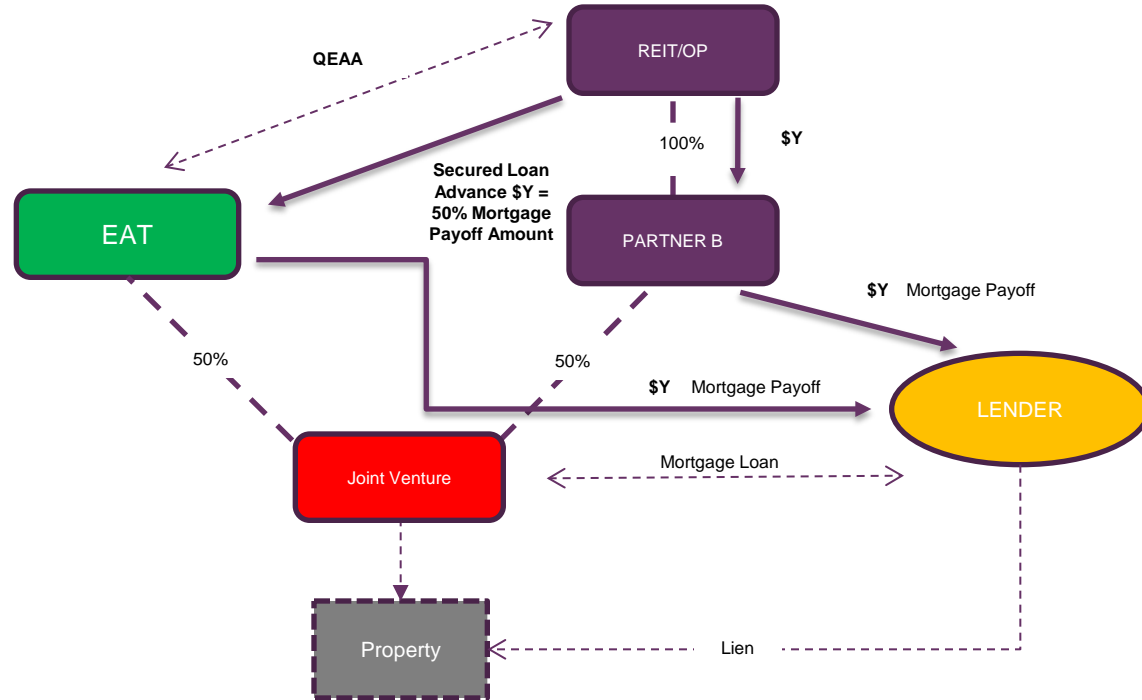 REIT/OP
QEAA
100%
$Y
Secured Loan
Advance $Y =
50% Mortgage
Payoff Amount
EAT
PARTNER B
$Y Mortgage Payoff
50%
50%
$Y Mortgage Payoff
LENDER
Mortgage Loan
Joint Venture
Property
Lien